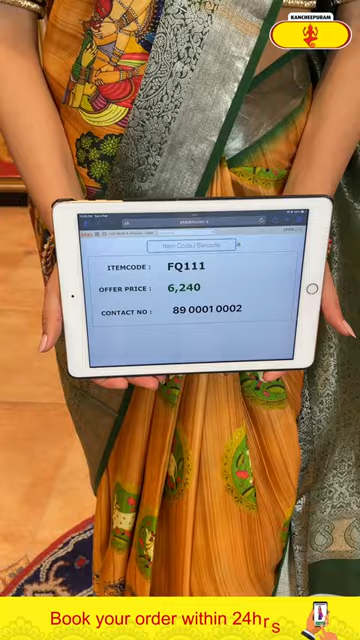 KANCHEEPURAM
Item Code / Barcode
ITEMCODE : FQ111
OFFER PRICE : 6,240
CONTACT NO : 89 0001 0002
Book your order within 24hrs